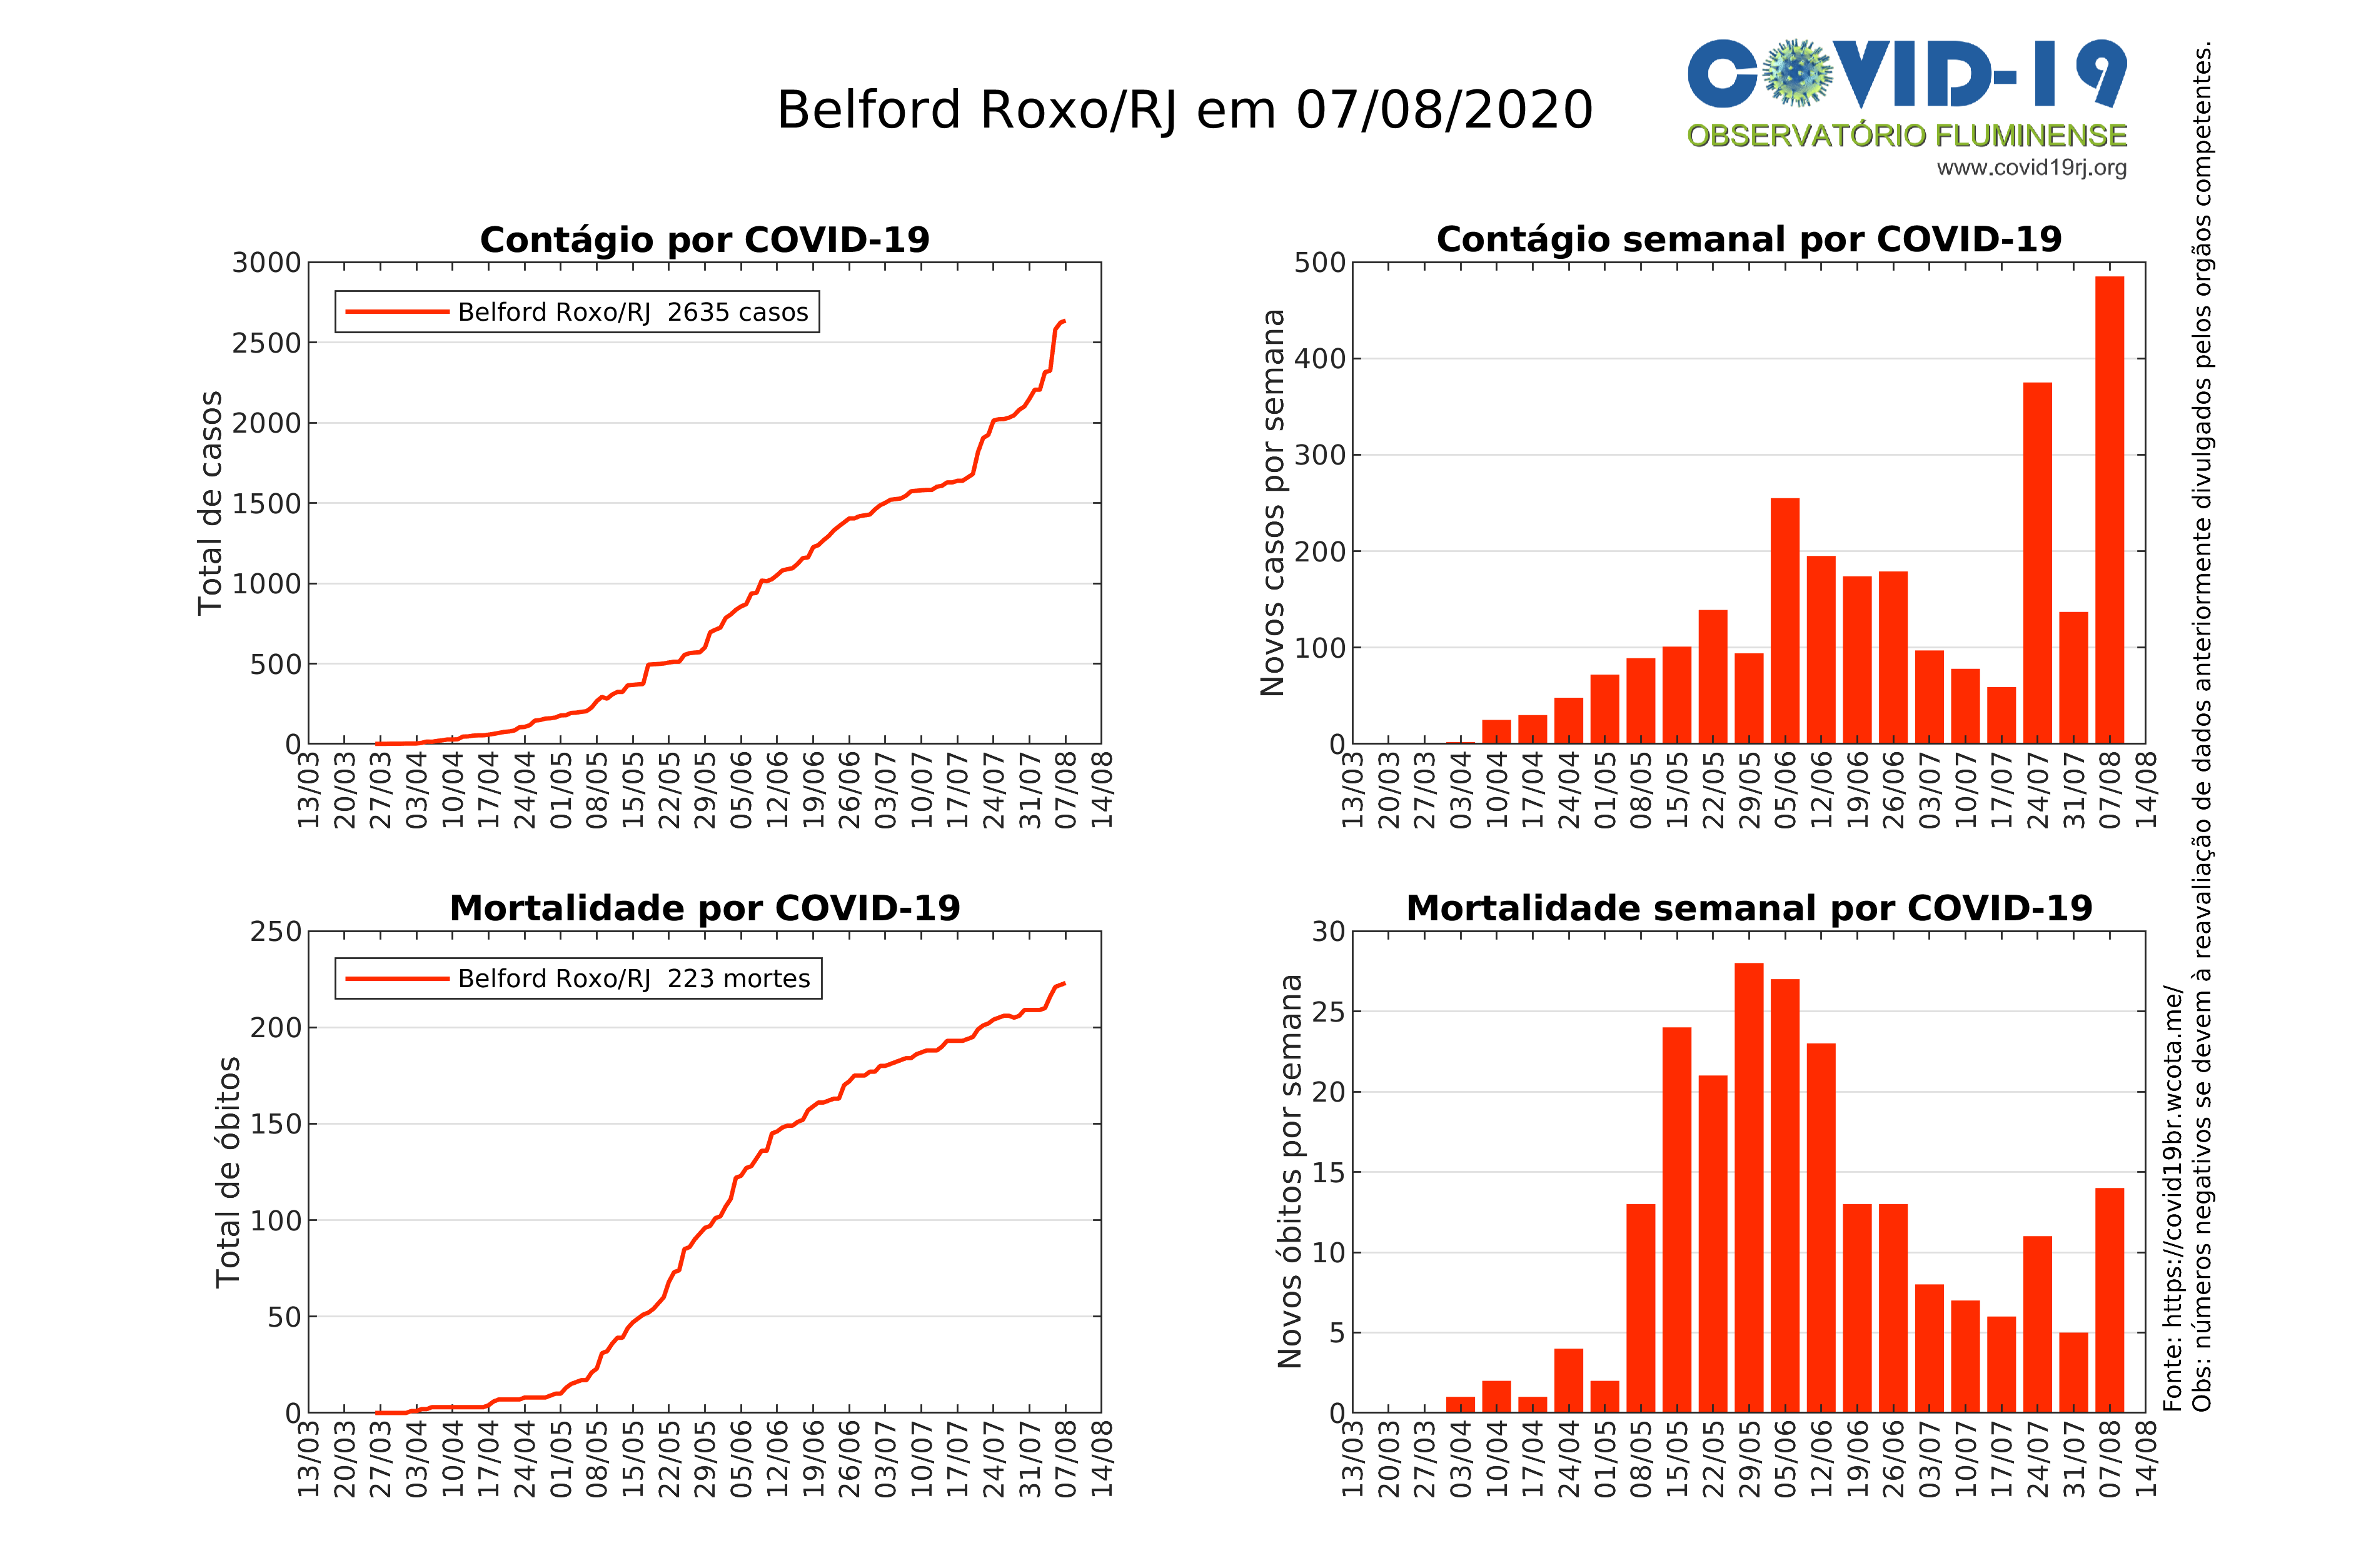 Belford Roxo/RJ em 07/08/2020
COVID-19
OBSERVATÓRIO FLUMINENSE
www.covid19rj.org
Contágio por COVID-19
Total de casos
3000
2500
2000
1500
1000
500
0
Belford Roxo/RJ 2635 casos
13/03 20/03 27/03 03/04 10/04 17/04 24/04 01/05 08/05 15/05 22/05 29/05 05/06 12/06 19/06 26/06 03/07 10/07 17/07 24/07 31/07 07/08 14/08
Contágio semanal por COVID-19
Novos casos por semana
500
400
300
200
100
0
13/03 20/03 27/03 03/04 10/04 17/04 24/04 01/05 08/05 15/05 22/05 29/05 05/06 12/06 19/06 26/06 03/07 10/07 17/07 24/07 31/07 07/08 14/08
Mortalidade por COVID-19
Total de óbitos
250
200
150
100
50
0
Belford Roxo/RJ 223 mortes
13/03 20/03 27/03 03/04 10/04 17/04 24/04 01/05 08/05 15/05 22/05 29/05 05/06 12/06 19/06 26/06 03/07 10/07 17/07 24/07 31/07 07/08 14/08
Mortalidade semanal por COVID-19
Novos óbitos por semana
30
25
20
15
10
5
0
13/03 20/03 27/03 03/04 10/04 17/04 24/04 01/05 08/05 15/05 22/05 29/05 05/06 12/06 19/06 26/06 03/07 10/07 17/07 24/07 31/07 07/08 14/08
Fonte: https://covid19br.wcota.me/
Obs: números negativos se devem à reavaliação de dados anteriormente divulgados pelos orgãos competentes.